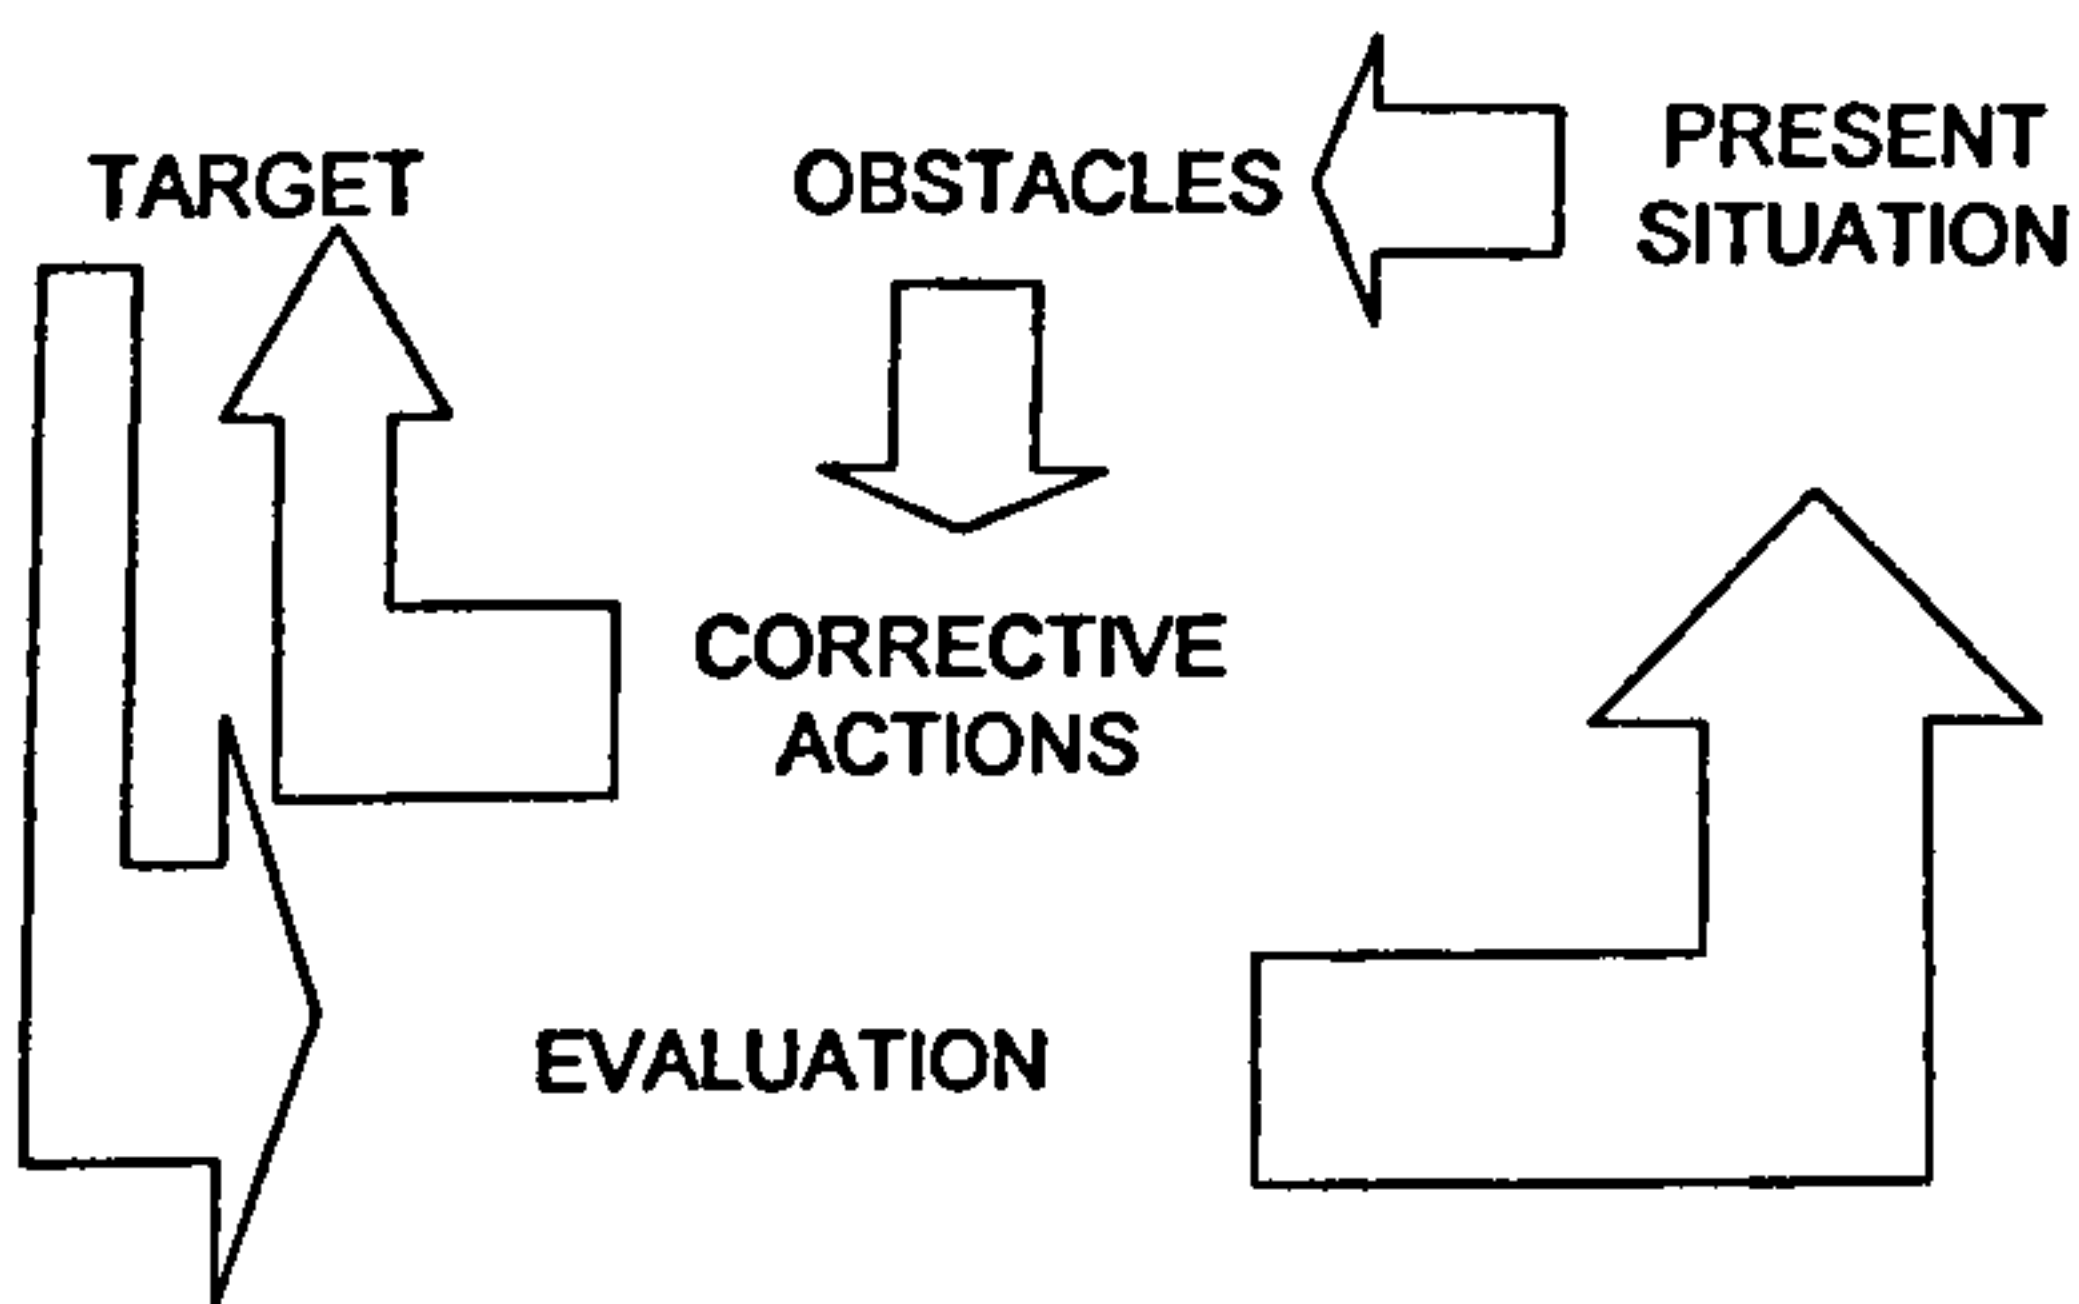 TARGET
OBSTACLES
PRESENT
SITUATION
CORRECTIVE
ACTIONS
EVALUATION